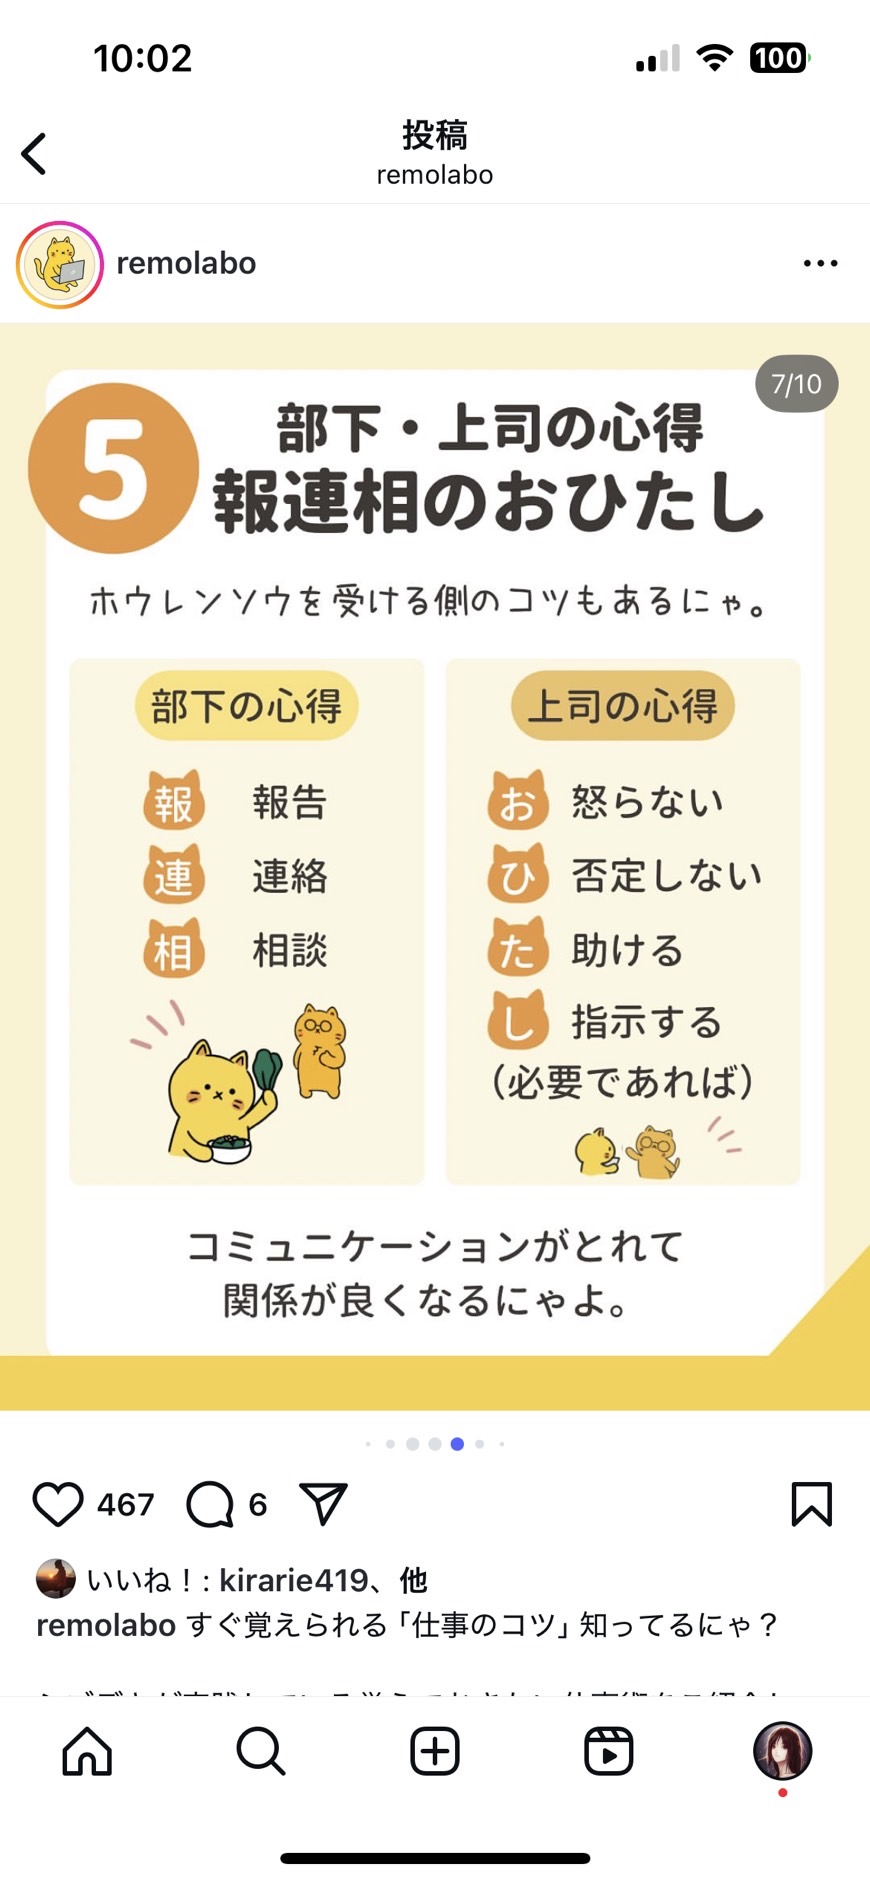 10:02
100
投稿
remolabo
remolabo
7/10
5
部下・上司の心得
報連相のおひたし
ホウレンソウを受ける側のコツもあるにゃ。
部下の心得
報 報告
連 連絡
相 相談
上司の心得
お 怒らない
ひ 否定しない
た 助ける
し 指示する
（必要であれば）
コミュニケーションがとれて
関係が良くなるにゃよ。
467
6
いいね！: kirarie419、他
remolabo すぐ覚えられる「仕事のコツ」知ってるにゃ？